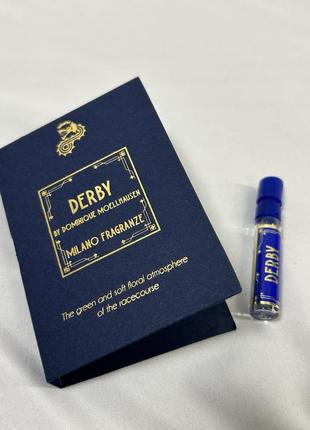 DERBY
BY DOMINIQUE MOELLHAUSEN
MILANO FRAGRANZE
The green and soft floral atmosphere
of the racecourse
DERBY